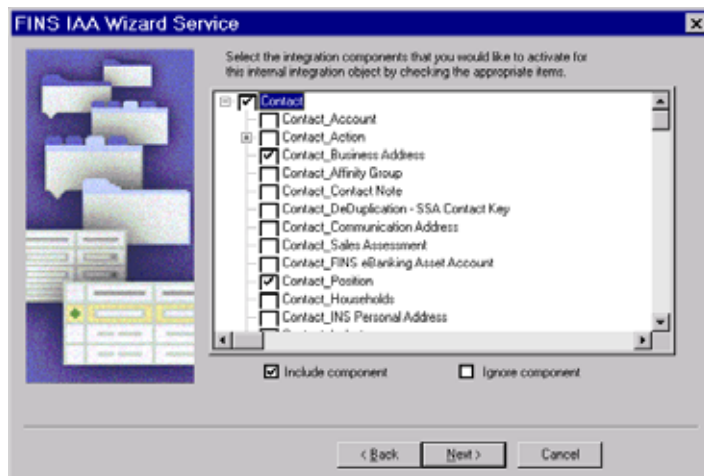 FINS IAA Wizard Service
Select the integration components that you would like to activate for
this internal integration object by checking the appropriate items.
Contact
Contact_Account
Contact_Action
Contact_Business Address
Contact_Affinity Group
Contact_Contact Note
Contact_DeDuplication - SSA Contact Key
Contact_Communication Address
Contact_Sales Assessment
Contact_FINS eBanking Asset Account
Contact_Position
Contact_Households
Contact_INS Personal Address
Include component
Ignore component
< Back
Next >
Cancel